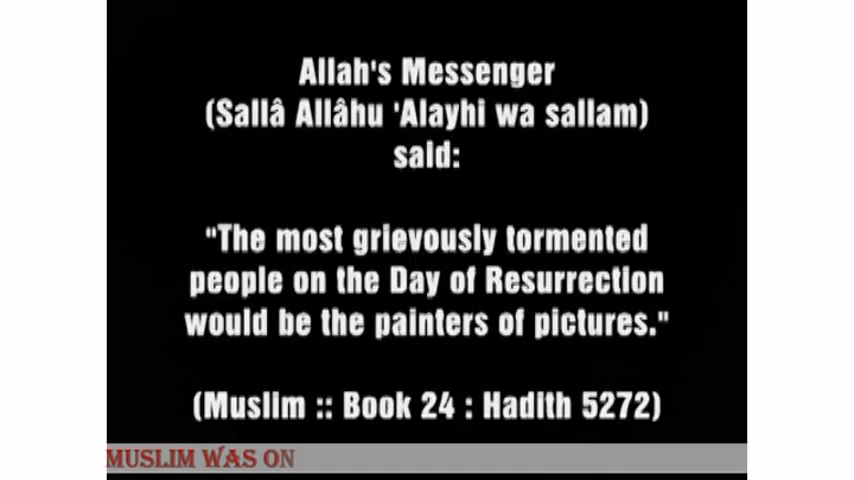 Allah's Messenger
(Sallâ Allâhu 'Alayhi wa sallam)
said:
"The most grievously tormented
people on the Day of Resurrection
would be the painters of pictures."
(Muslim :: Book 24 : Hadith 5272)
MUSLIM WAS ON